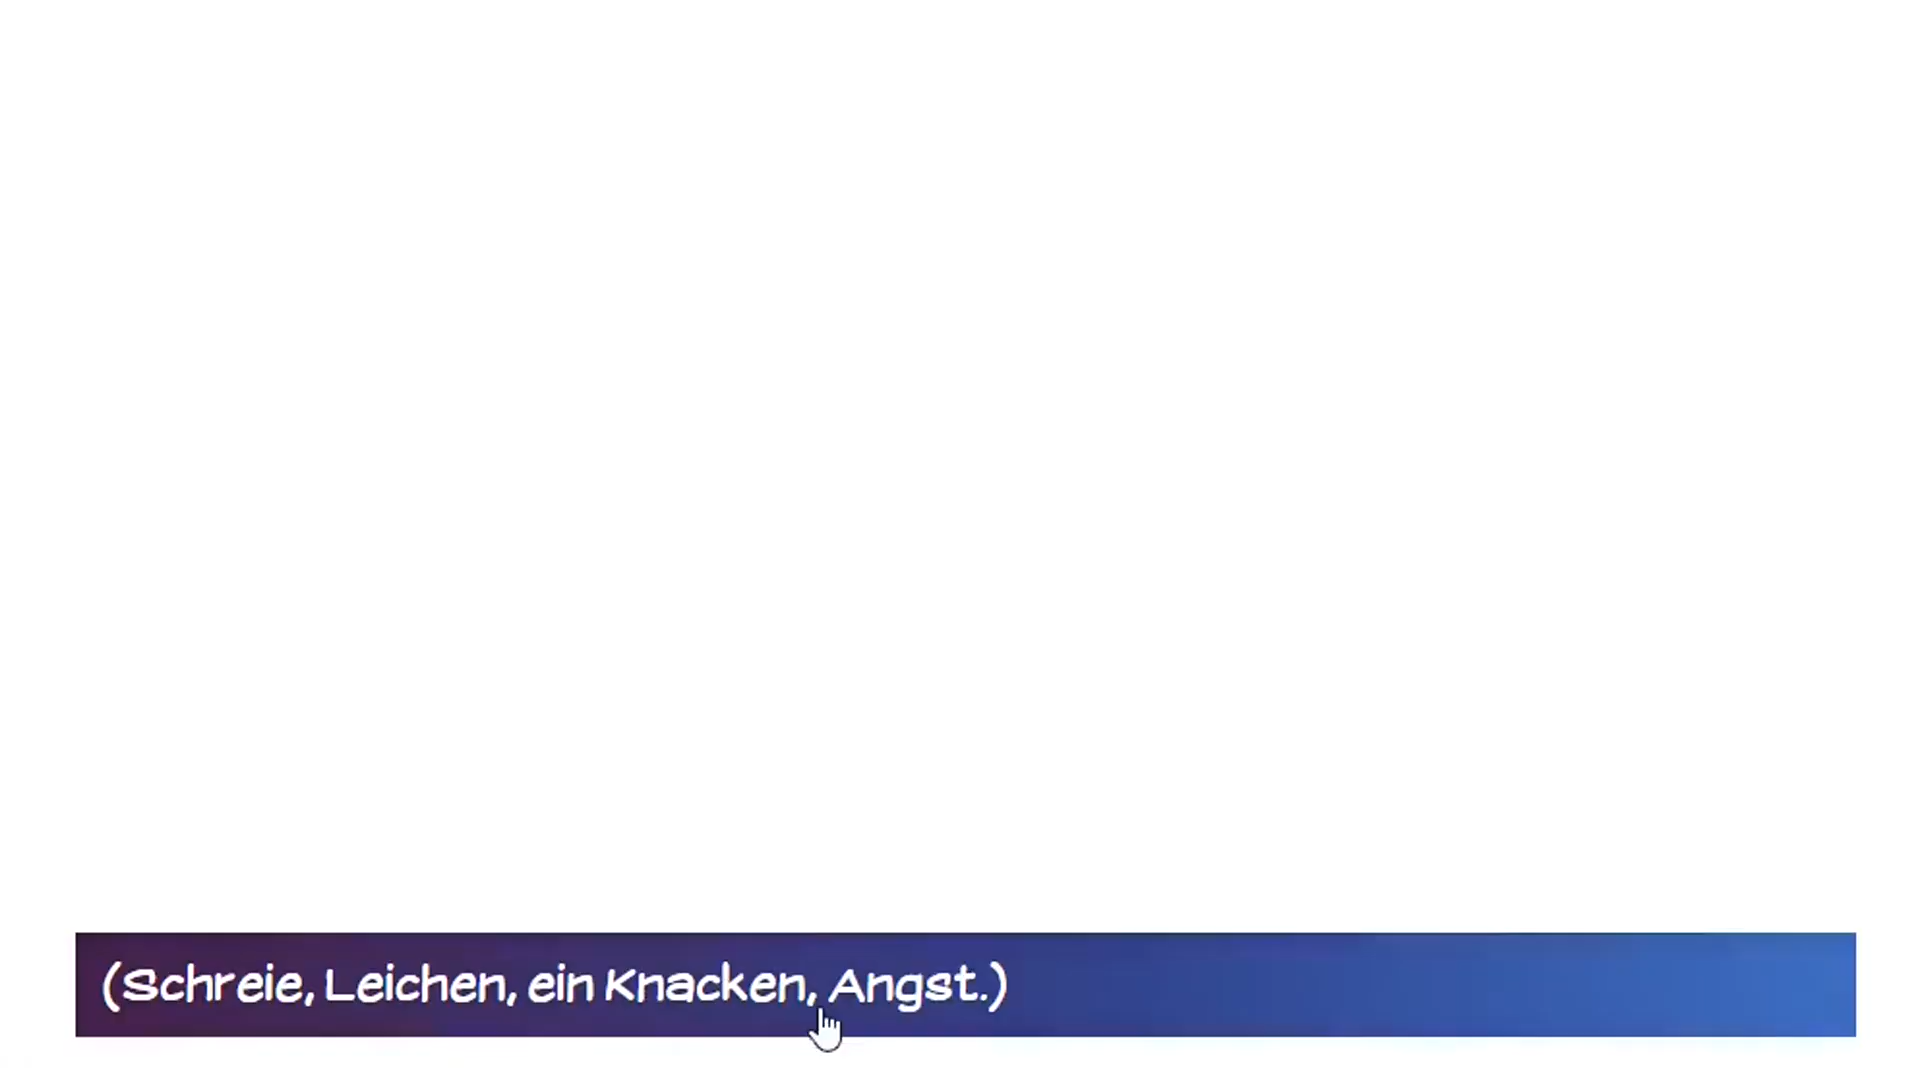 (Schreie, Leichen, ein Knacken, Angst.)